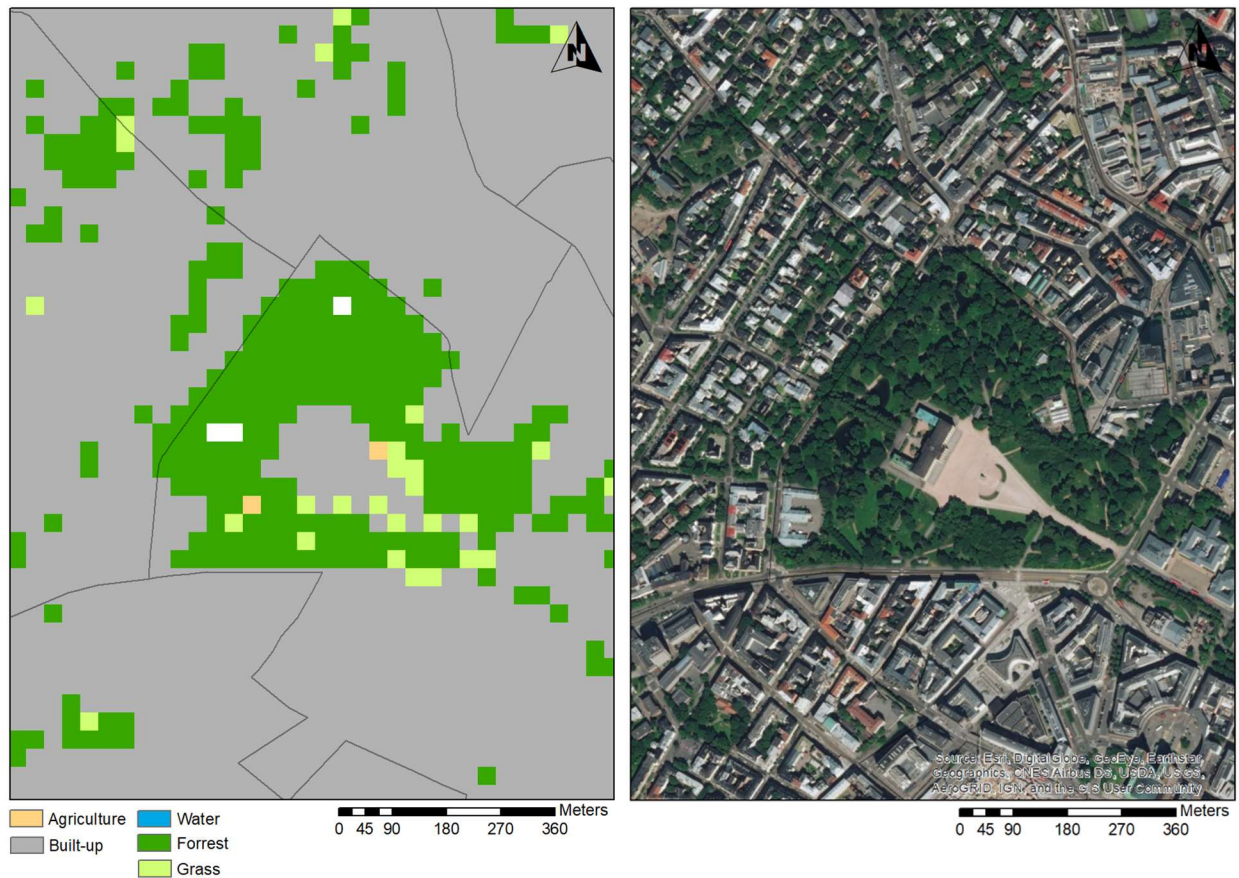 N
N
Source: Esri, DigitalGlobe, GeoEye, Earthstar
Geographics, CNES/Airbus DS, USDA, USGS,
AeroGRID, IGN, and the GIS User Community
Agriculture
Water
Built-up
Forrest
Grass
Meters
0 45 90 180 270 360
Meters
0 45 90 180 270 360